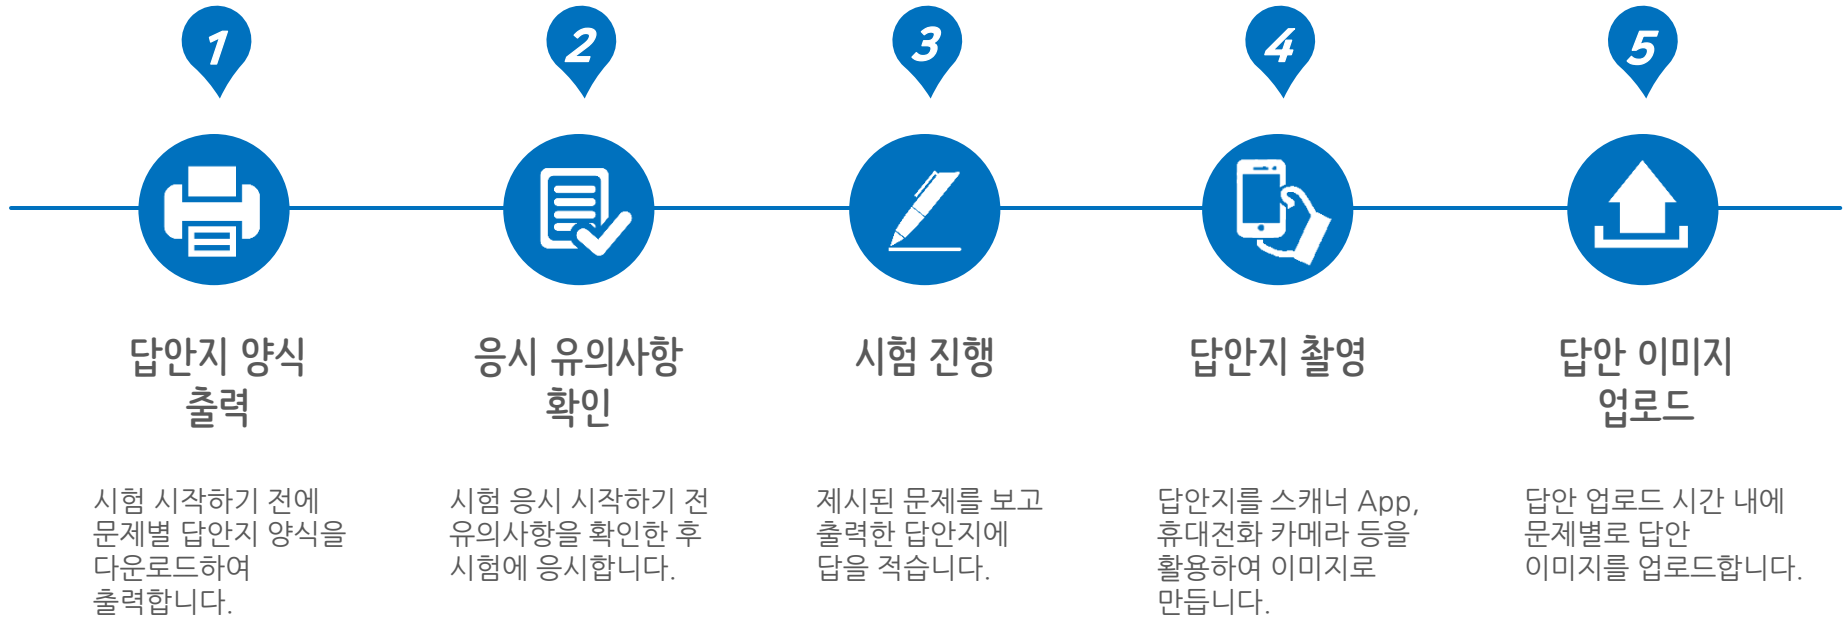 1
2
3
4
5
답안지 양식
출력
응시 유의사항
확인
시험 진행
답안지 촬영
답안 이미지
업로드
시험 시작하기 전에
문제별 답안지 양식을
다운로드하여
출력합니다.
시험 응시 시작하기 전
유의사항을 확인한 후
시험에 응시합니다.
제시된 문제를 보고
출력한 답안지에
답을 적습니다.
답안지를 스캐너 App,
휴대전화 카메라 등을
활용하여 이미지로
만듭니다.
답안 업로드 시간 내에
문제별로 답안
이미지를 업로드합니다.